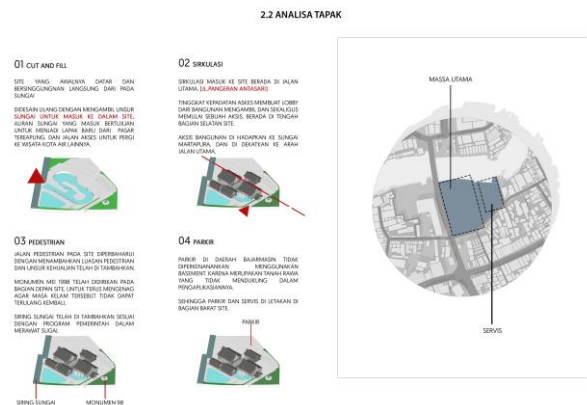 2.2 ANALISA TAPAK
01 CUT AND FILL
SITE YANG AWALNYA DATAR DAN
BERSINGGUNGNAN LANGSUNG DARI PADA
SUNGAI
DIDESAIN ULANG DENGAN MENGAMBIL UNSUR
SUNGAI UNTUK MASUK KE DALAM SITE,
ALIRAN SUNGAI YANG MASUK BERTUJUAN
UNTUK MENJADI LAPAK BARU DARI PASAR
TERAPUNG, DAN JALAN AKSES UNTUK PERGI
KE WISATA KOTA AIR LAINNYA.
02 SIRKULASI
SIRKULASI MASUK KE SITE BERADA DI JALAN
UTAMA, (JL.PANGERAN ANTASARI)
TINGGKAT KEPADATAN ASKES MEMBUAT LOBBY
DARI BANGUNAN MENGAMBIL DAN SEKALIGUS
MEMULAI SEBUAH AKSIS, BERADA DI TENGAH
BAGIAN SELATAN SITE.
AKSIS BANGUNAN DI HADAPKAN KE SUNGAI
MARTAPURA, DAN DI DEKATKAN KE ARAH
JALAN UTAMA.
03 PEDESTRIAN
JALAN PEDESTRIAN PADA SITE DIPERBAHARUI
DENGAN MENAMBAHKAN LUASAN PEDESTRIAN
DAN UNSUR KEHIJAUAN TELAH DI TAMBAHKAN.
MONUMEN MEI 1998 TELAH DIDIRIKAN PADA
BAGIAN DEPAN SITE, UNTUK TERUS MENGENAG
AGAR MASA KELAM TERSEBUT TIDAK DAPAT
TERULANG KEMBALI.
SIRING SUNGAI TELAH DI TAMBAHKAN SESUAI
DENGAN PROGRAM PEMERINTAH DALAM
MERAWAT SUGAI.
SIRING SUNGAI
MONUMEN 98
04 PARKIR
PARKIR DI DAERAH BAJARMASIN TIDAK
DIPERKENANANKAN MENGGUNAKAN
BASEMENT. KARENA MERUPAKAN TANAH RAWA
YANG TIDAK MENDUKUNG DALAM
PENGAPLIKASIANNYA.
SEHINGGA PARKIR DAN SERVIS DI LETAKAN DI
BAGIAN BARAT SITE.
PARKIR
MASSA UTAMA
SERVIS